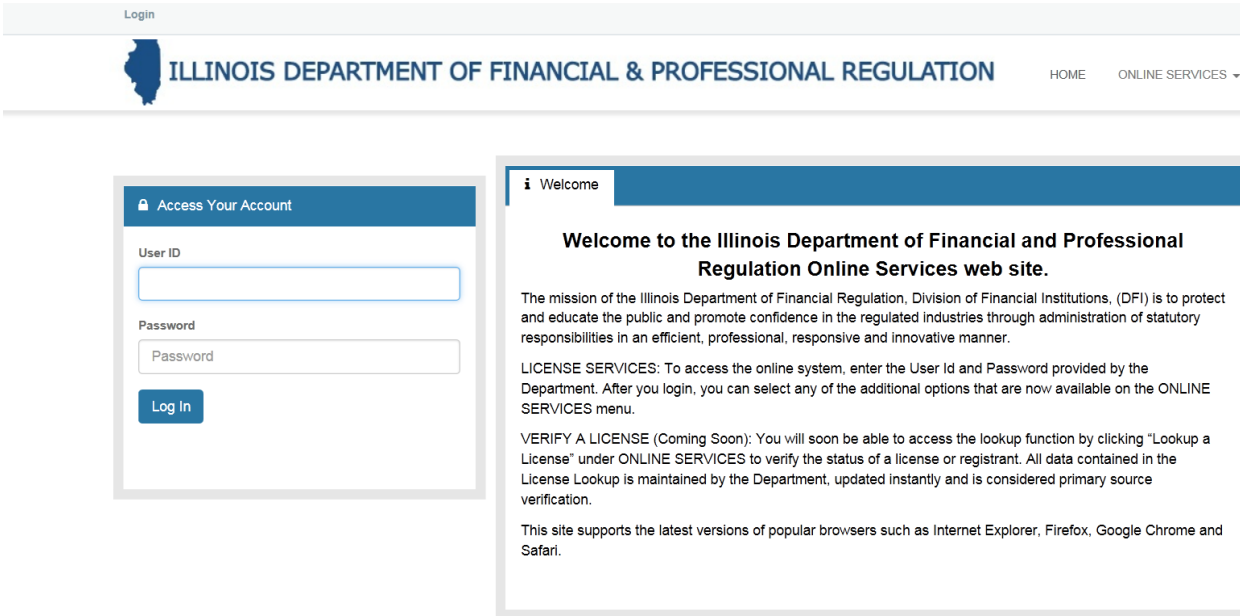 Login
ILLINOIS DEPARTMENT OF FINANCIAL & PROFESSIONAL REGULATION
HOME
ONLINE SERVICES
Access Your Account
User ID
Password
Password
Log In
Welcome
Welcome to the Illinois Department of Financial and Professional
Regulation Online Services web site.
The mission of the Illinois Department of Financial Regulation, Division of Financial Institutions, (DFI) is to protect
and educate the public and promote confidence in the regulated industries through administration of statutory
responsibilities in an efficient, professional, responsive and innovative manner.
LICENSE SERVICES: To access the online system, enter the User Id and Password provided by the
Department. After you login, you can select any of the additional options that are now available on the ONLINE
SERVICES menu.
VERIFY A LICENSE (Coming Soon): You will soon be able to access the lookup function by clicking “Lookup a
License” under ONLINE SERVICES to verify the status of a license or registrant. All data contained in the
License Lookup is maintained by the Department, updated instantly and is considered primary source
verification.
This site supports the latest versions of popular browsers such as Internet Explorer, Firefox, Google Chrome and
Safari.